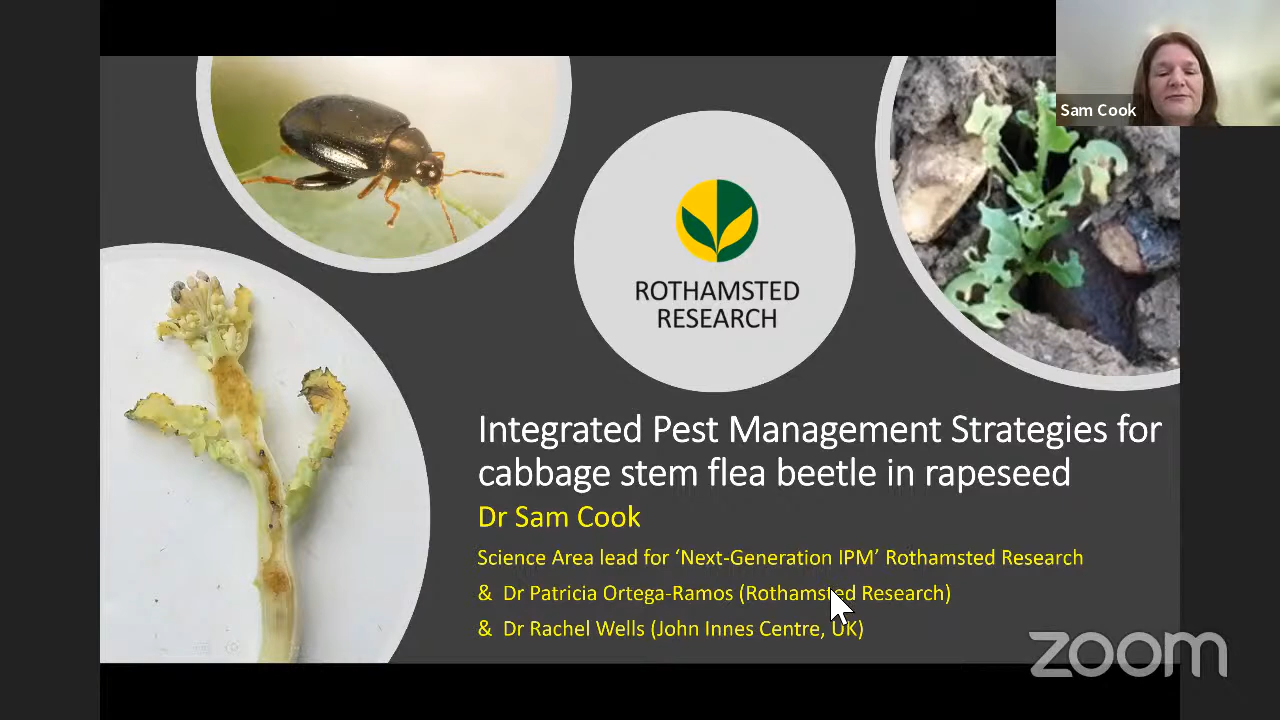 Sam Cook
ROTHAMSTED
RESEARCH
Integrated Pest Management Strategies for
cabbage stem flea beetle in rapeseed
Dr Sam Cook
Science Area lead for ‘Next-Generation IPM’ Rothamsted Research
& Dr Patricia Ortega-Ramos (Rothamsted Research)
& Dr Rachel Wells (John Innes Centre, UK)
zoom